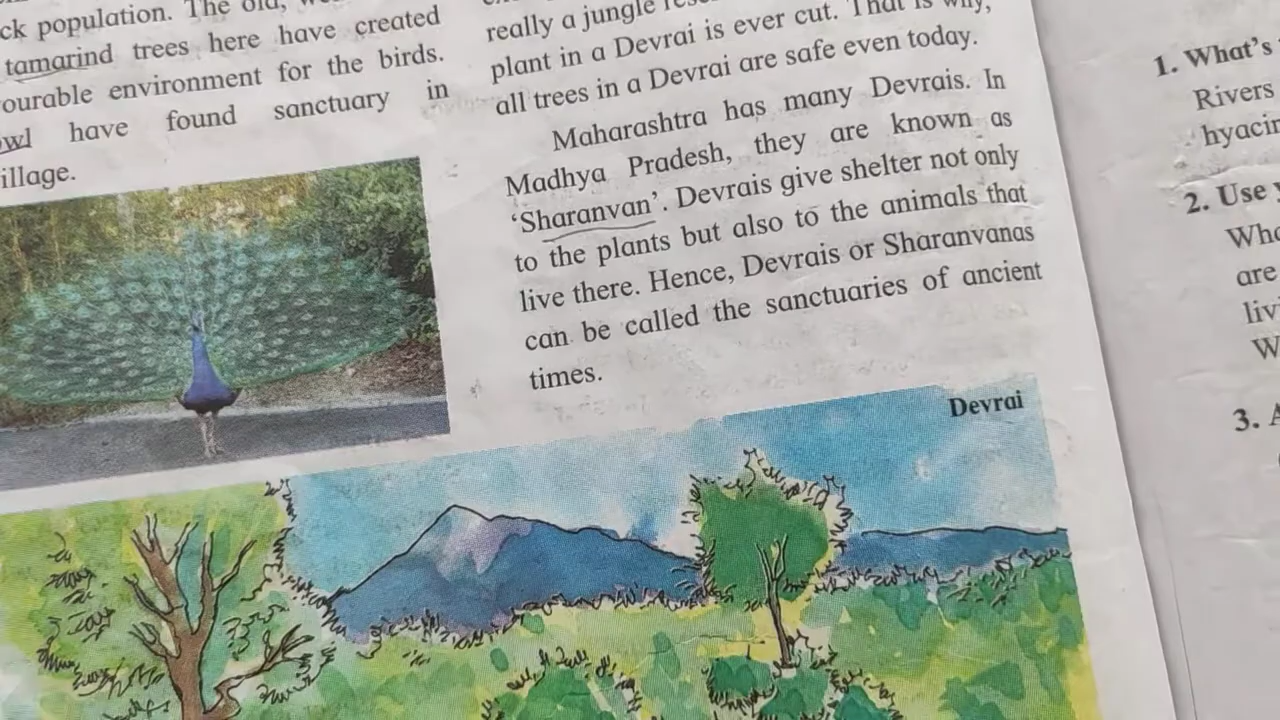 ck population. The old,
tamarind trees here have created
ourable environment for the birds.
owl have found sanctuary in
illage.
really a jungle
plant in a Devrai is ever cut. That is why,
all trees in a Devrai are safe even today.
Maharashtra has many Devrais. In
Madhya Pradesh, they are known as
‘Sharanvan’. Devrais give shelter not only
to the plants but also to the animals that
live there. Hence, Devrais or Sharanvanas
can be called the sanctuaries of ancient
times.
Devrai
1. What's
Rivers
hyacin
2. Use
Wha
are
liv
W
3. A